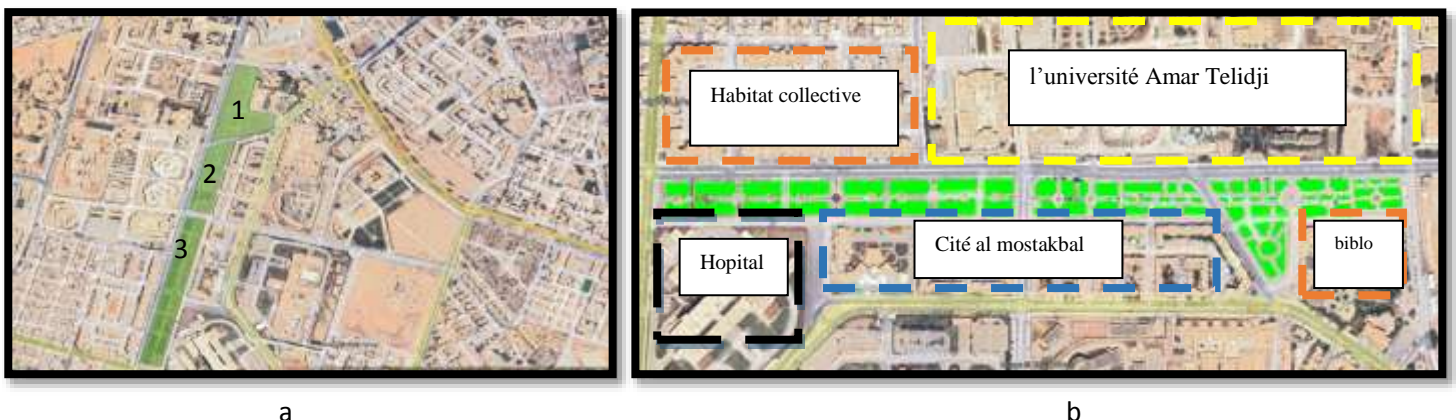 1
2
3
Habitat collective
l’université Amar Telidji
Hopital
Cité al mostakbal
biblo
a
b